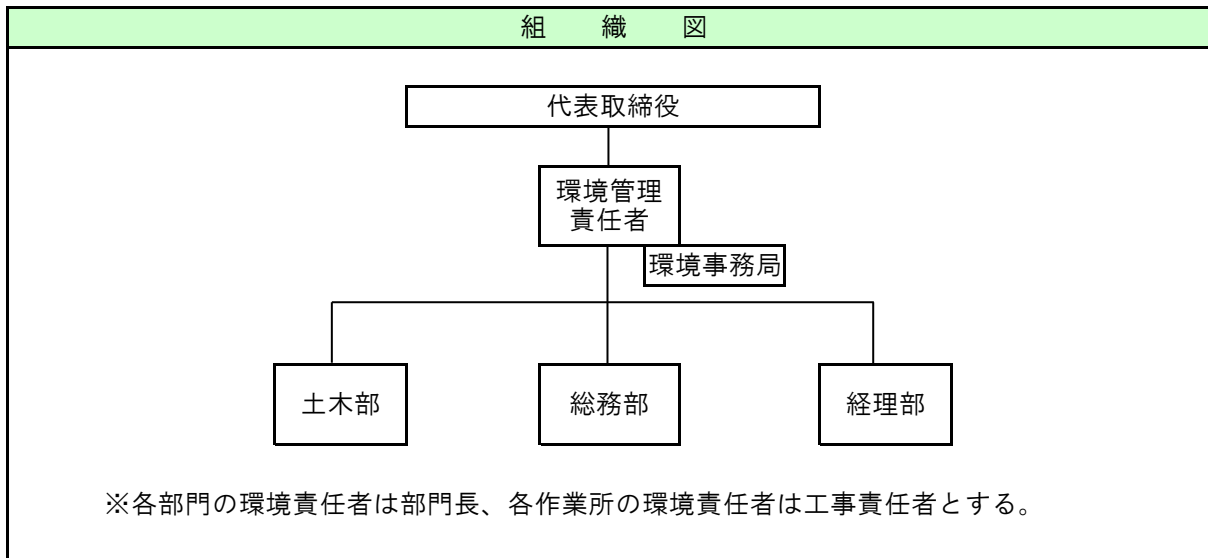 組 織 図
代表取締役
環境管理
責任者
環境事務局
土木部
総務部
経理部
※各部門の環境責任者は部門長、各作業所の環境責任者は工事責任者とする。